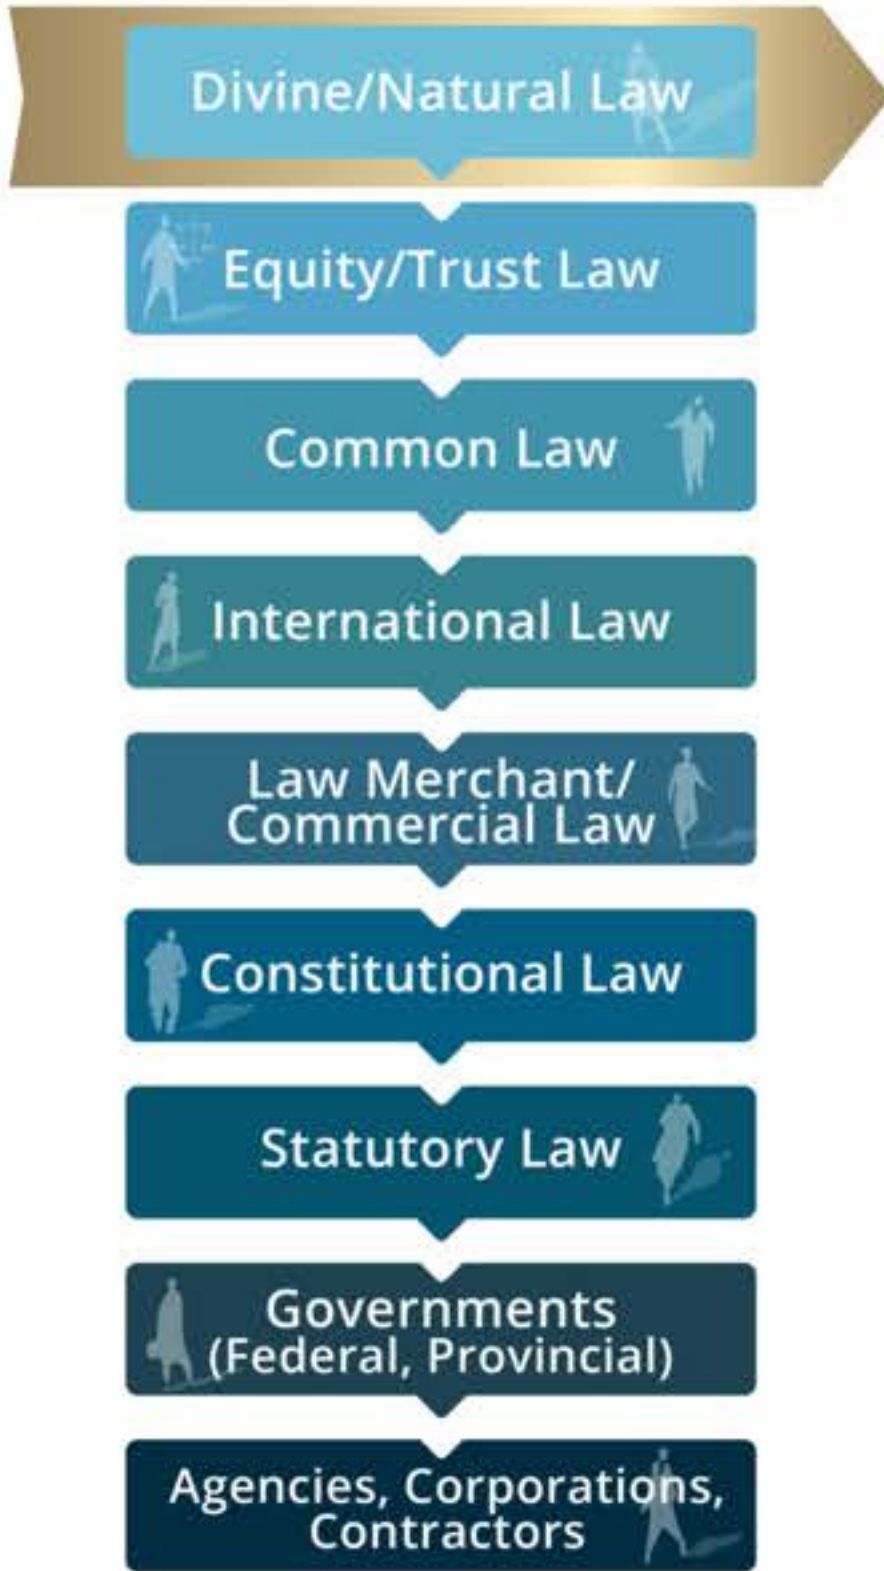 Divine/Natural Law
Equity/Trust Law
Common Law
International Law
Law Merchant/
Commercial Law
Constitutional Law
Statutory Law
Governments
(Federal, Provincial)
Agencies, Corporations,
Contractors